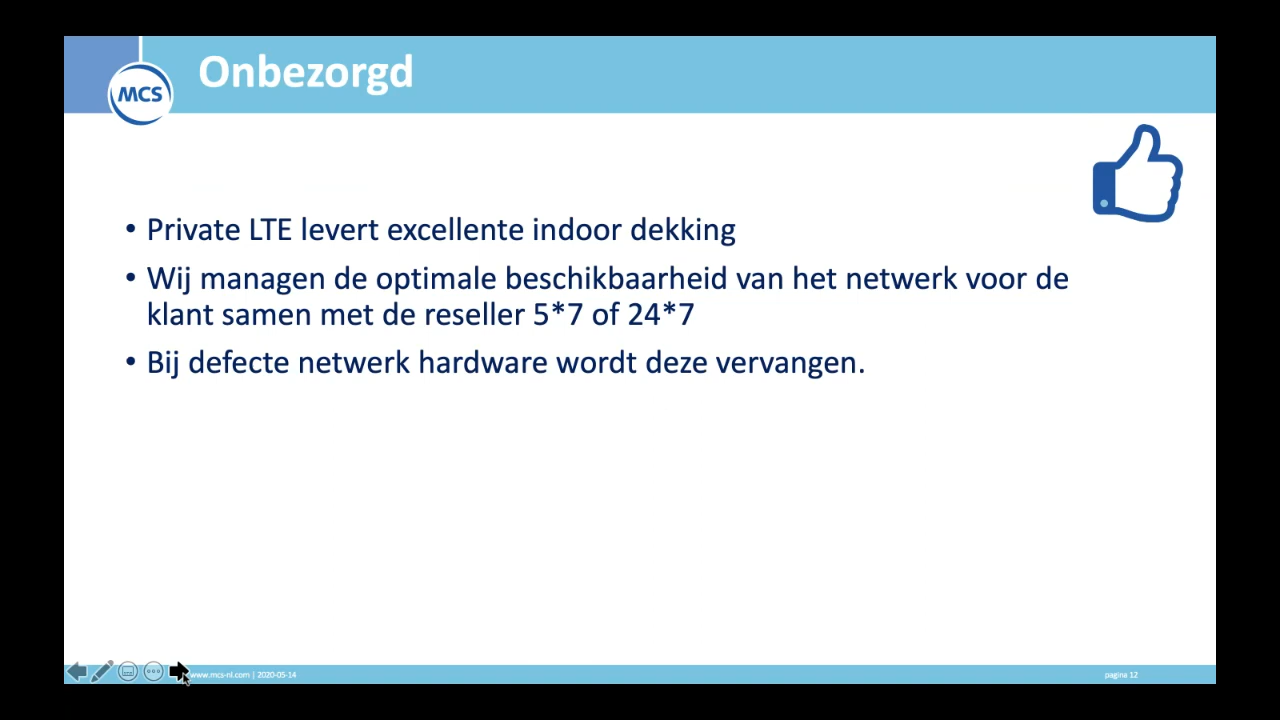 Onbezorgd
MCS
• Private LTE levert excellente indoor dekking
• Wij managen de optimale beschikbaarheid van het netwerk voor de
klant samen met de reseller 5*7 of 24*7
• Bij defecte netwerk hardware wordt deze vervangen.
www.mcs-nl.com | 2020-05-14
pagina 12